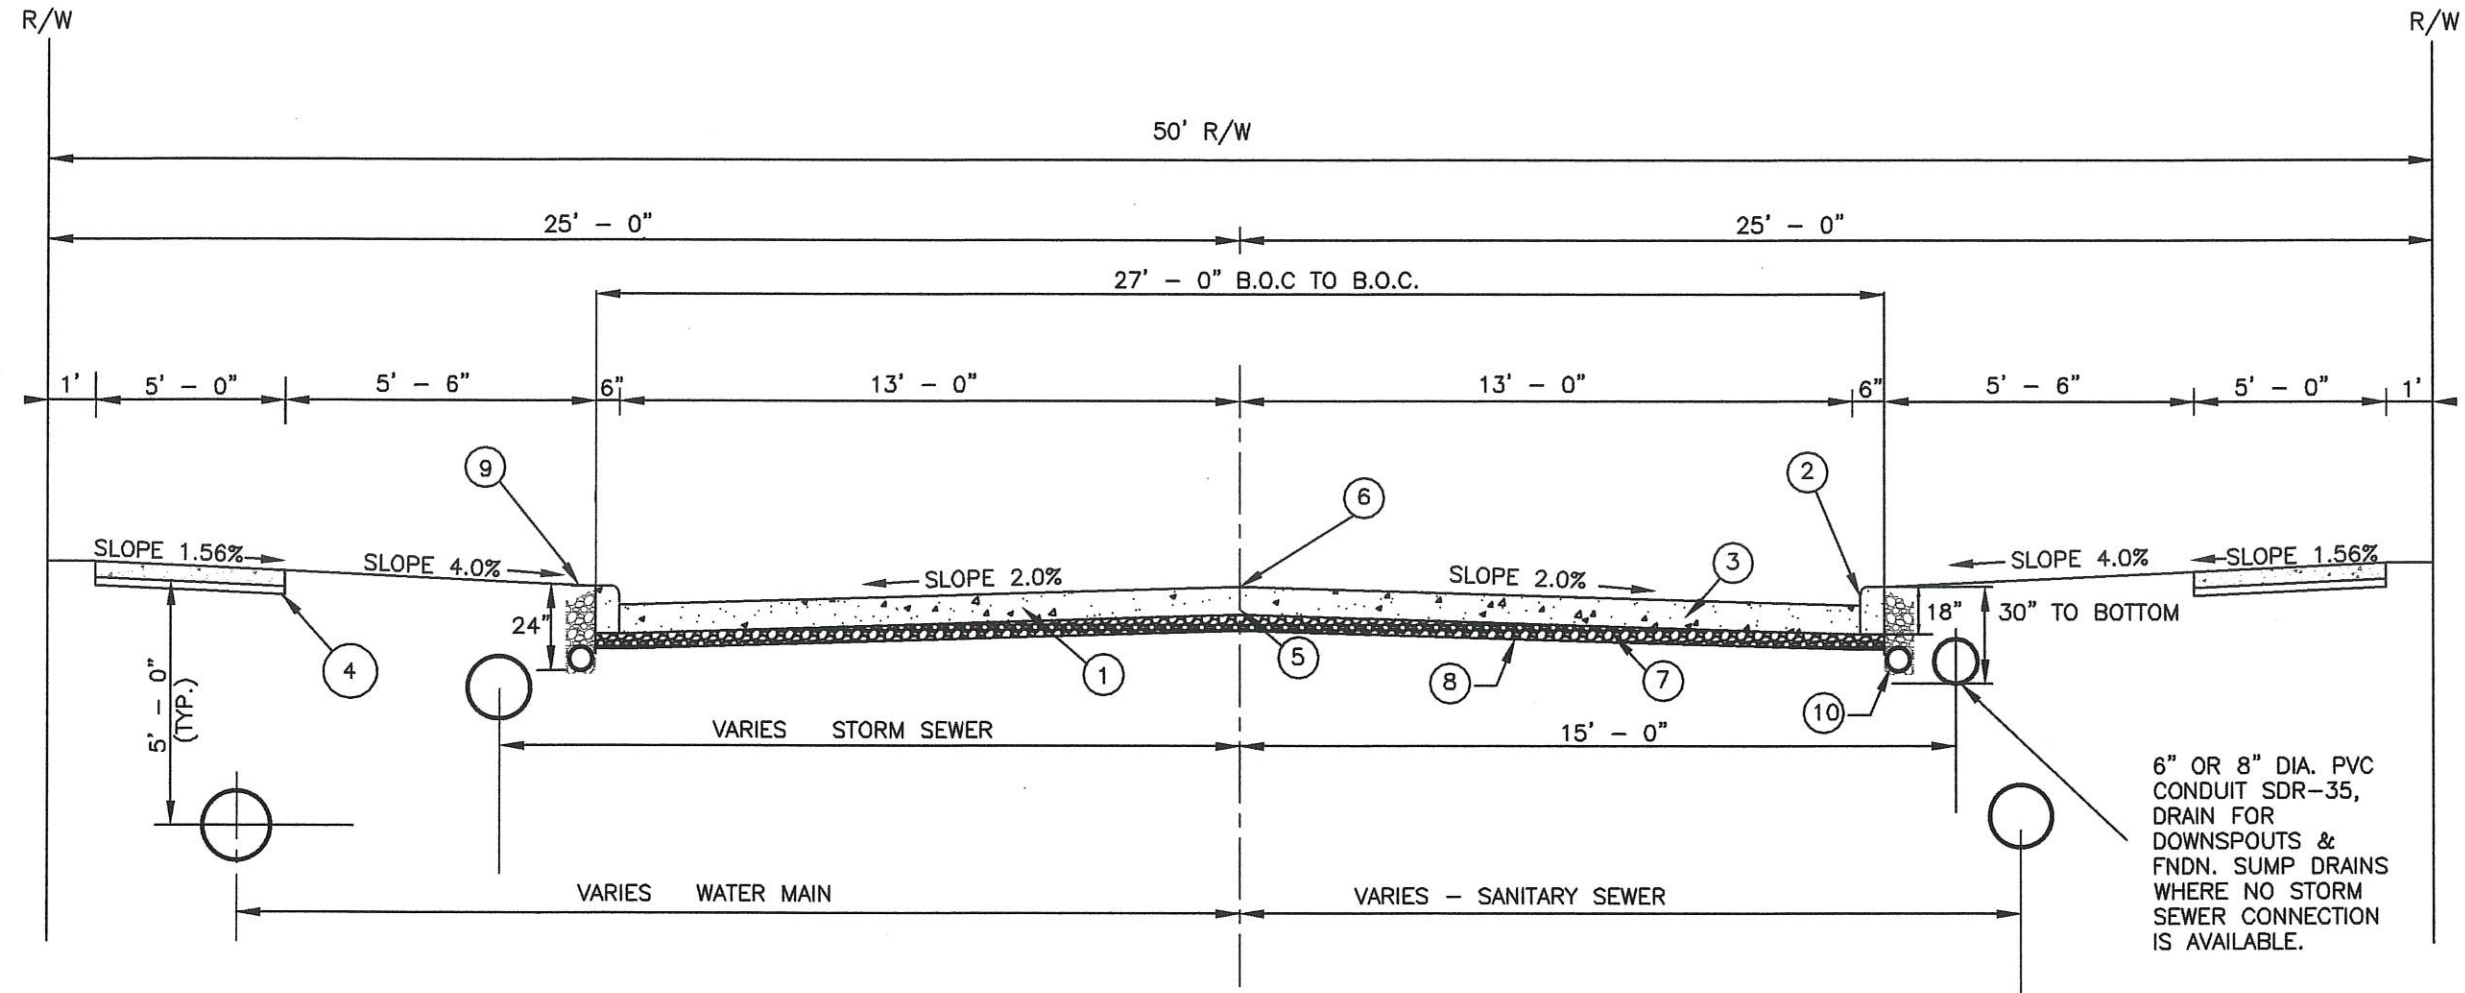 R/W
R/W
50' R/W
25' - 0"
25' - 0"
27' - 0" B.O.C TO B.O.C.
1'
5' - 0"
5' - 6"
6"
13' - 0"
13' - 0"
6"
5' - 6"
5' - 0"
1'
9
2
6
SLOPE 1.56%
SLOPE 4.0%
SLOPE 2.0%
SLOPE 2.0%
3
SLOPE 4.0%
SLOPE 1.56%
24"
18"
30" TO BOTTOM
4
1
5
8
7
10
5' - 0"
(TYP.)
VARIES STORM SEWER
15' - 0"
6" OR 8" DIA. PVC
CONDUIT SDR-35,
DRAIN FOR
DOWNSPOUTS &
FNDN. SUMP DRAINS
WHERE NO STORM
SEWER CONNECTION
IS AVAILABLE.
VARIES WATER MAIN
VARIES - SANITARY SEWER